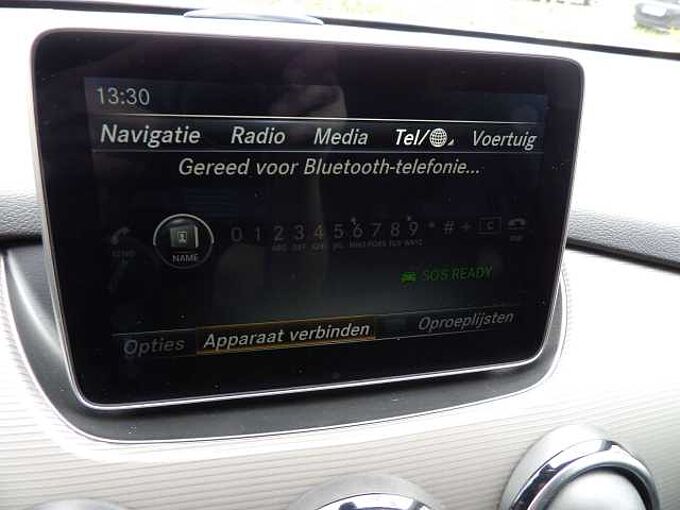 13:30
Navigatie Radio Media Tel/ Voertuig
Gereed voor Bluetooth-telefonie...
0 1 2 3 4 5 6 7 8 9 * # + C
NAME
SOS READY
Opties Apparaat verbinden Oproeplijsten